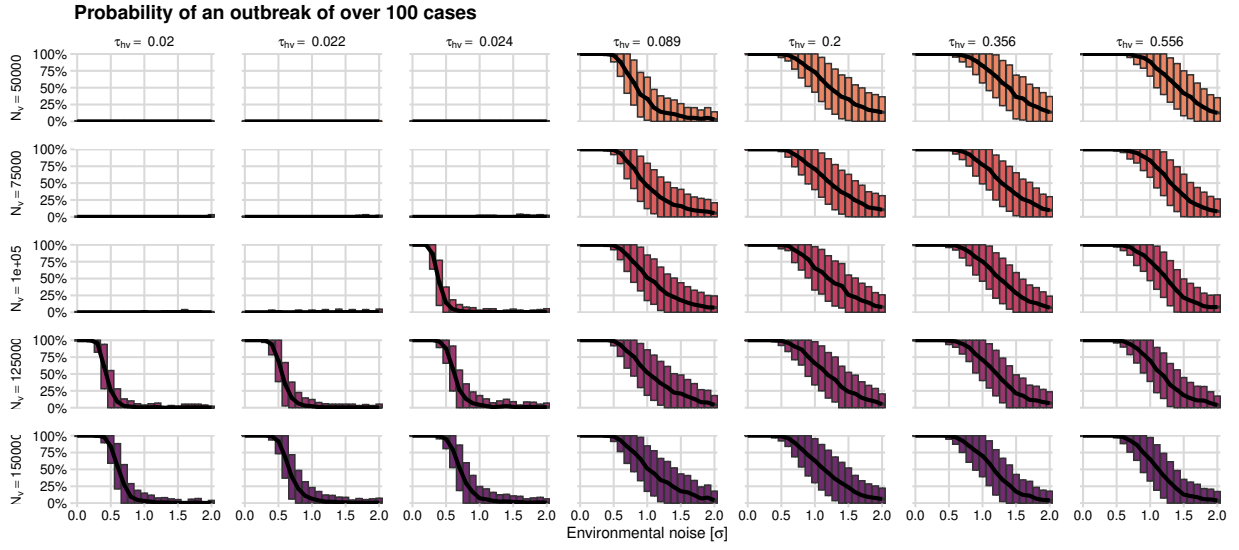 Probability of an outbreak of over 100 cases
τhv = 0.02 τhv = 0.022 τhv = 0.024 τhv = 0.089 τhv = 0.2 τhv = 0.356 τhv = 0.556
Nv = 50000
100%
75%
50%
25%
0%
Nv = 75000
100%
75%
50%
25%
0%
Nv = 1e+05
100%
75%
50%
25%
0%
Nv = 125000
100%
75%
50%
25%
0%
Nv = 150000
100%
75%
50%
25%
0%
0.0 0.5 1.0 1.5 2.0 0.0 0.5 1.0 1.5 2.0 0.0 0.5 1.0 1.5 2.0 0.0 0.5 1.0 1.5 2.0 0.0 0.5 1.0 1.5 2.0 0.0 0.5 1.0 1.5 2.0 0.0 0.5 1.0 1.5 2.0
Environmental noise [σ]